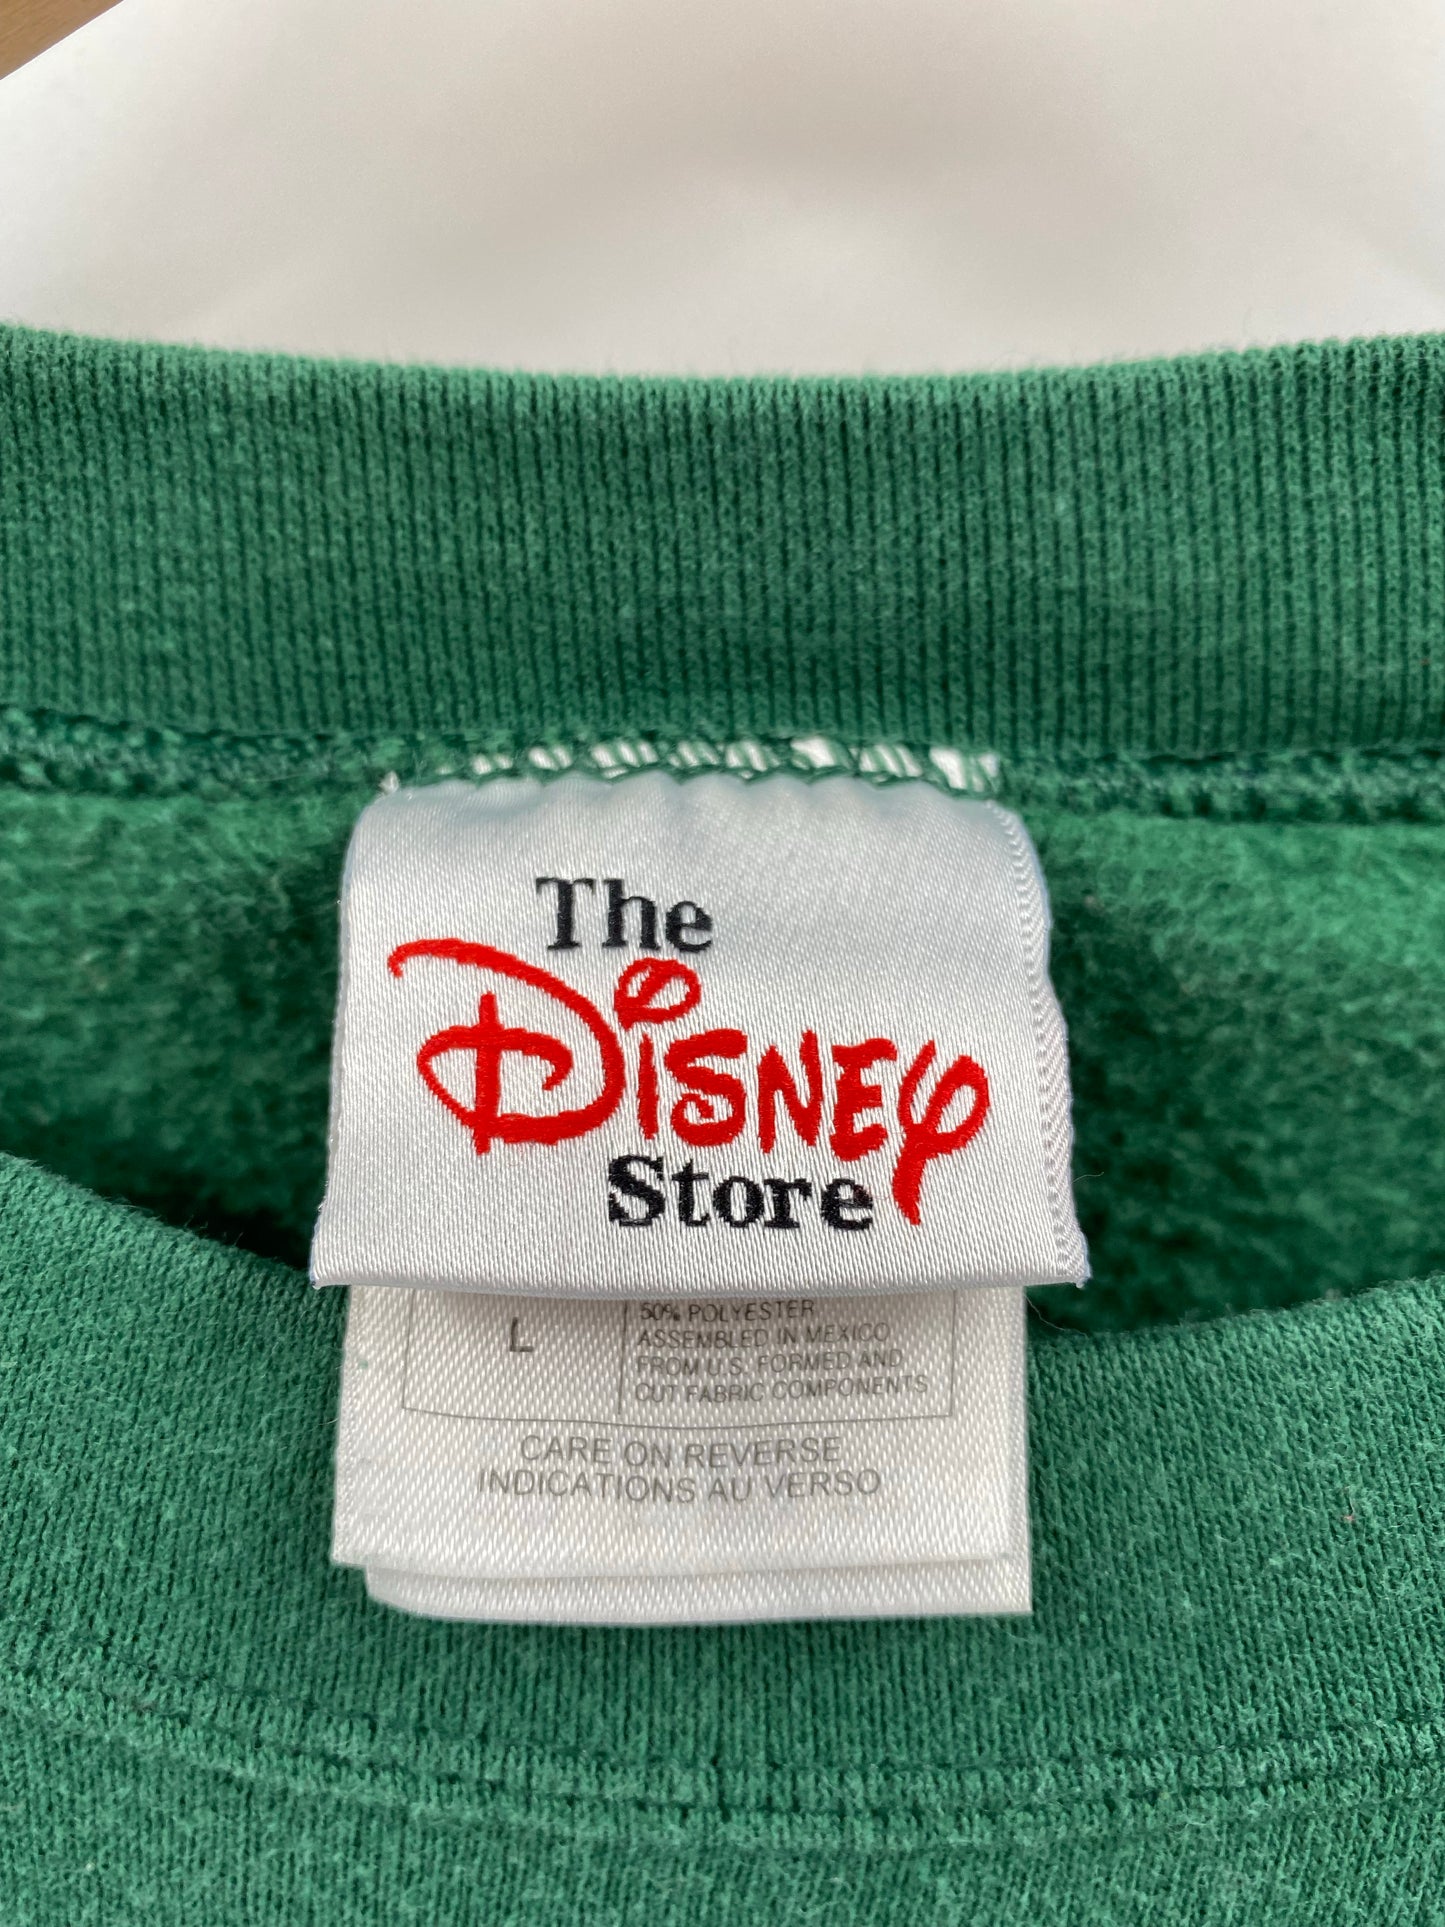 The
Disney
Store
L
50% POLYESTER
ASSEMBLED IN MEXICO
FROM U.S. FORMED AND
CUT FABRIC COMPONENTS
CARE ON REVERSE
INDICATIONS AU VERSO